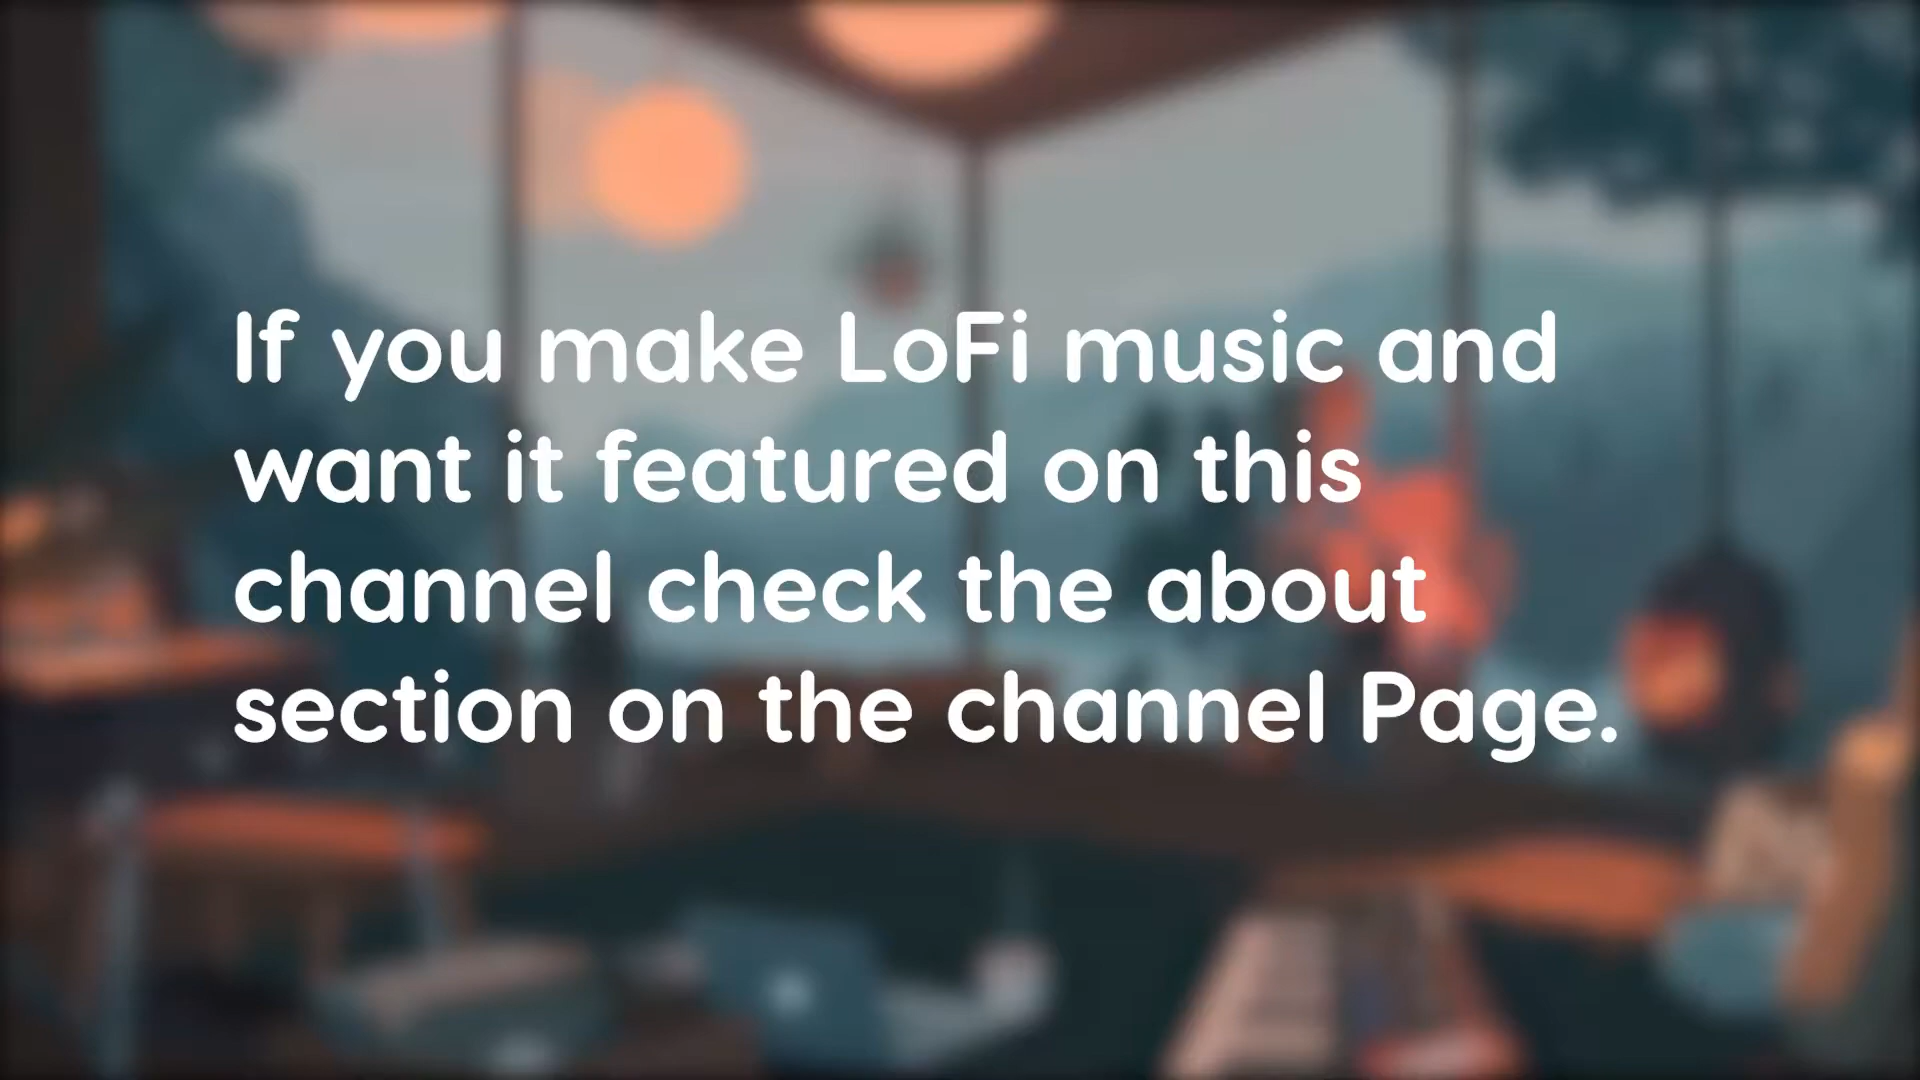 If you make LoFi music and
want it featured on this
channel check the about
section on the channel Page.